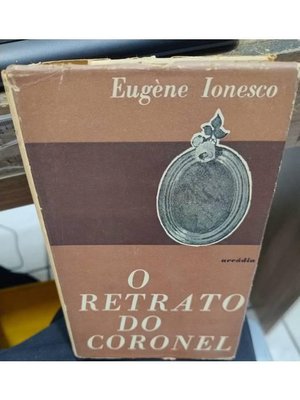 Eugène Ionesco
arcádia
O
RETRATO
DO
CORONEL